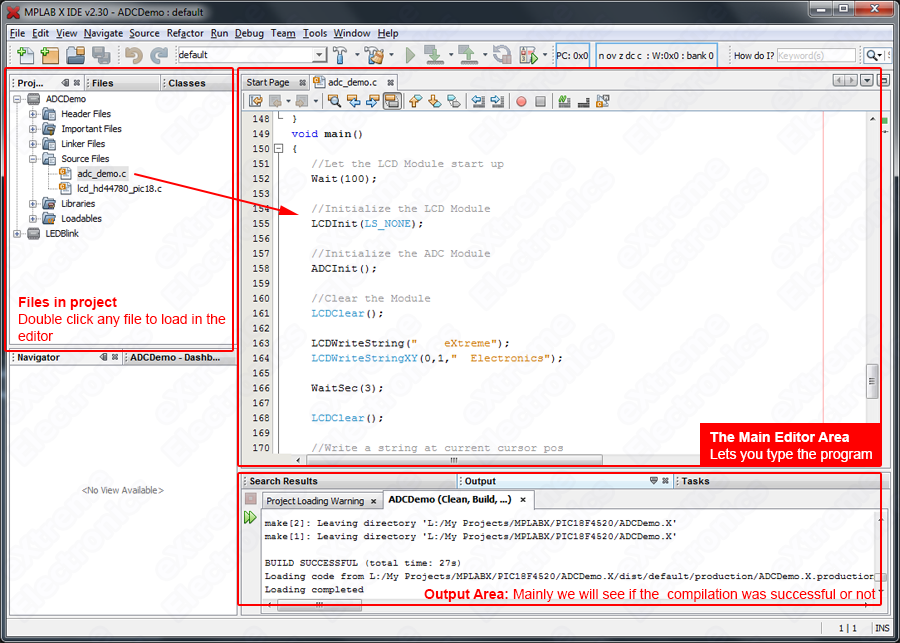 MPLAB X IDE v2.30 - ADCDemo : default
File Edit View Navigate Source Refactor Run Debug Team Tools Window Help
default
PC: 0x0
n ov z dc c : W:0x0 : bank 0
How do I?
Keyword(s)
Proj...
Files
Classes
ADCDemo
Header Files
Important Files
Linker Files
Source Files
adc_demo.c
lcd_hd44780_pic18.c
Libraries
Loadables
LEDBlink
Files in project
Double click any file to load in the
editor
Navigator
ADCDemo - Dashb...
<No View Available>
Start Page
adc_demo.c
148 }
149 void main()
150 {
151 //Let the LCD Module start up
152 Wait(100);
153
154 //Initialize the LCD Module
155 LCDInit(LS_NONE);
156
157 //Initialize the ADC Module
158 ADCInit();
159
160 //Clear the Module
161 LCDClear();
162
163 LCDWriteString("    eXtreme");
164 LCDWriteStringXY(0,1,"  Electronics");
165
166 WaitSec(3);
167
168 LCDClear();
169
170 //Write a string at current cursor pos
The Main Editor Area
Lets you type the program
Search Results
Output
Tasks
Project Loading Warning
ADCDemo (Clean, Build, ...)
make[2]: Leaving directory 'L:/My Projects/MPLABX/PIC18F4520/ADCDemo.X'
make[1]: Leaving directory 'L:/My Projects/MPLABX/PIC18F4520/ADCDemo.X'
BUILD SUCCESSFUL (total time: 27s)
Loading code from L:/My Projects/MPLABX/PIC18F4520/ADCDemo.X/dist/default/production/ADCDemo.X.production
Loading completed
Output Area: Mainly we will see if the compilation was successful or not
1 | 1
INS